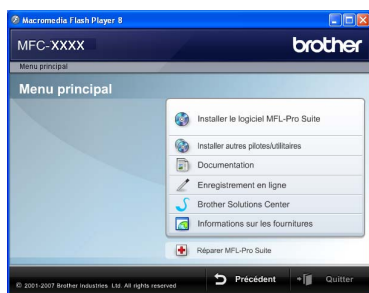 Macromedia Flash Player 8
MFC-XXXX
brother
Menu principal
Menu principal
Installer le logiciel MFL-Pro Suite
Installer autres pilotes/utilitaires
Documentation
Enregistrement en ligne
Brother Solutions Center
Informations sur les fournitures
Réparer MFL-Pro Suite
© 2001-2007 Brother Industries Ltd. All rights reserved
Précédent
Quitter